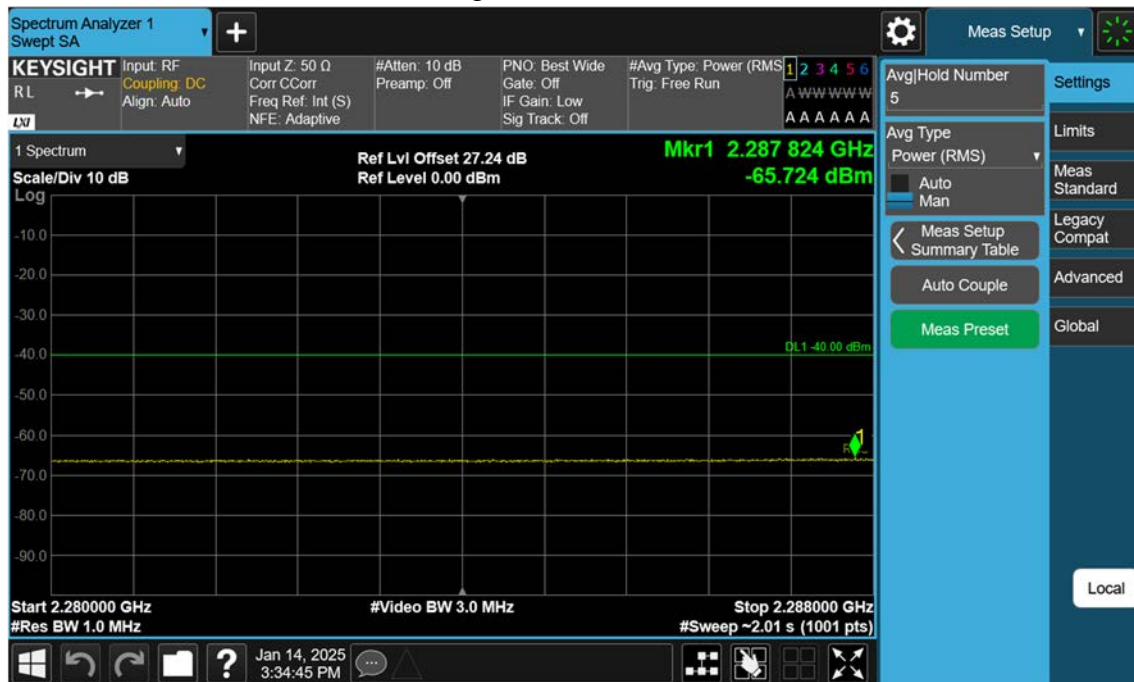 Spectrum Analyzer 1
Swept SA
+
Meas Setup
KEYSIGHT
RL
LXI
Input: RF
Coupling: DC
Align: Auto
Input Z: 50 Ω
Corr CCorr
Freq Ref: Int (S)
NFE: Adaptive
#Atten: 10 dB
Preamp: Off
PNO: Best Wide
Gate: Off
IF Gain: Low
Sig Track: Off
#Avg Type: Power (RMS
Trig: Free Run
1 2 3 4 5 6
A W W W W W
A A A A A A
1 Spectrum
Scale/Div 10 dB
Log
Ref Lvl Offset 27.24 dB
Ref Level 0.00 dBm
Mkr1 2.287 824 GHz
-65.724 dBm
-10.0
-20.0
-30.0
-40.0
DL1 -40.00 dBm
-50.0
-60.0
1
-70.0
-80.0
-90.0
Start 2.280000 GHz
#Video BW 3.0 MHz
Stop 2.288000 GHz
#Res BW 1.0 MHz
#Sweep ~2.01 s (1001 pts)
Avg|Hold Number
5
Avg Type
Power (RMS)
Auto
Man
Meas Setup
Summary Table
Auto Couple
Meas Preset
Settings
Limits
Meas
Standard
Legacy
Compat
Advanced
Global
Local
?
Jan 14, 2025
3:34:45 PM